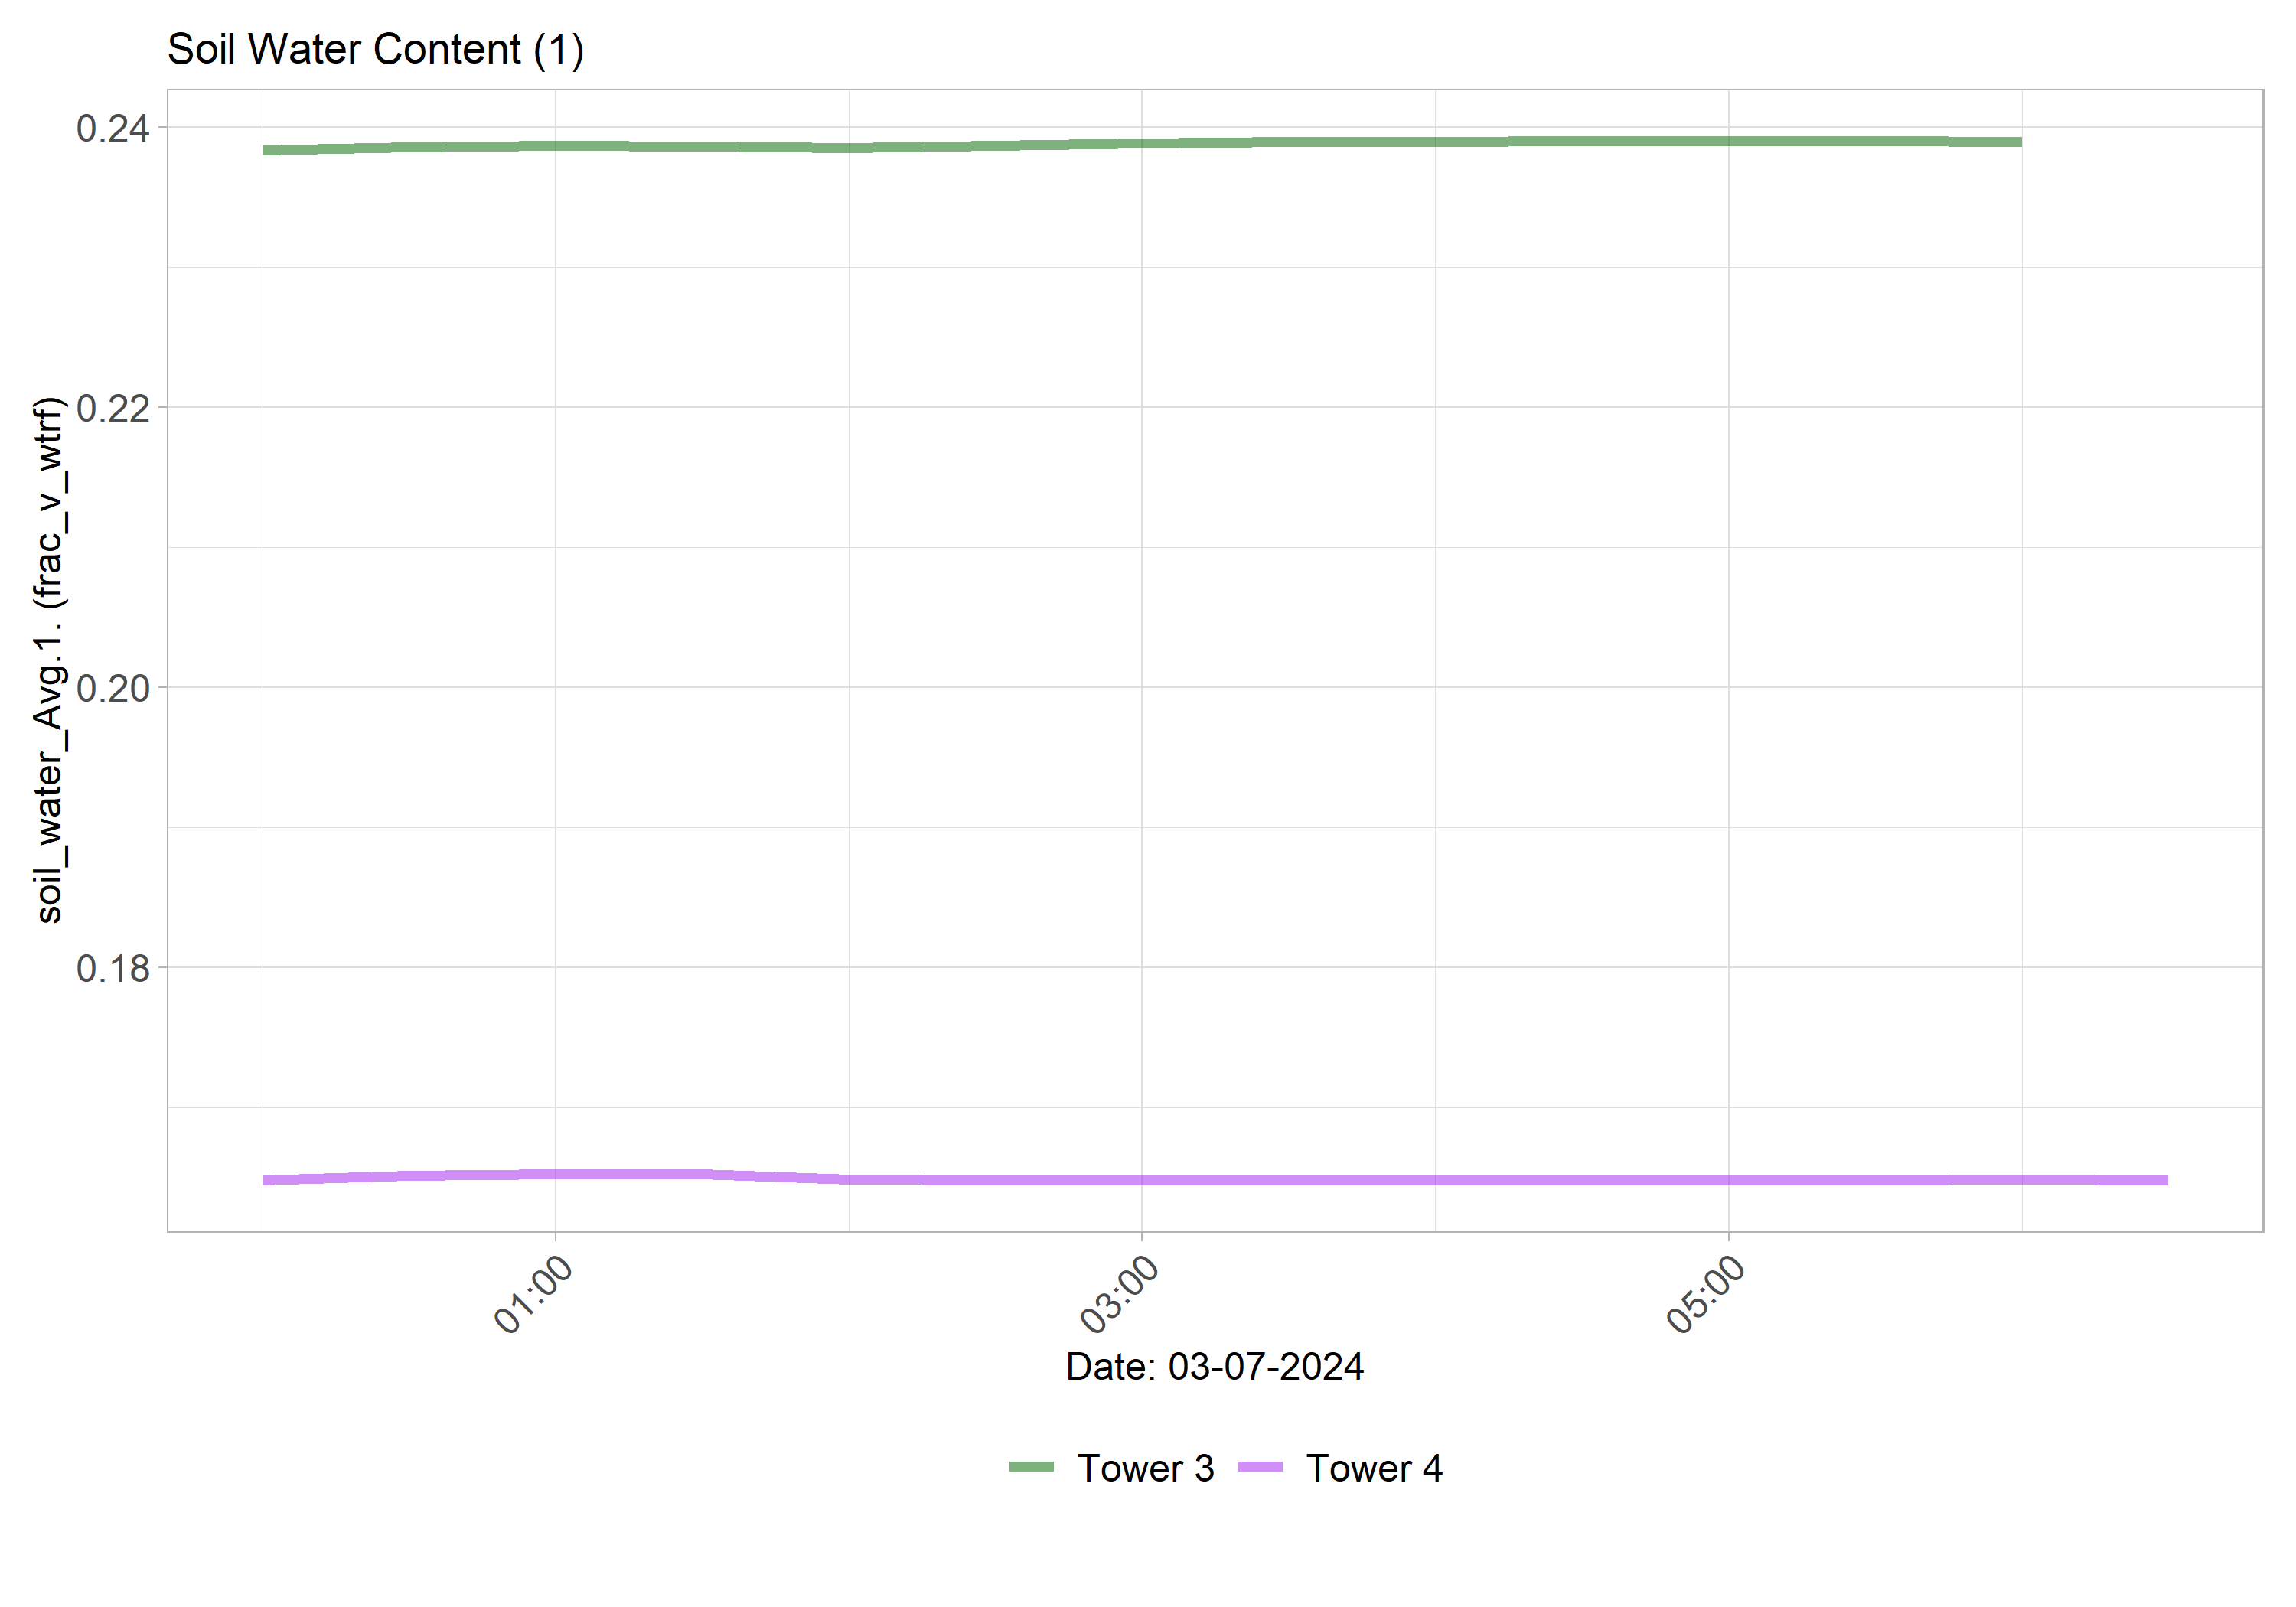 Soil Water Content (1)
0.24
0.22
0.20
0.18
soil_water_Avg.1. (frac_v_wtrf)
01:00
03:00
05:00
Date: 03-07-2024
Tower 3
Tower 4